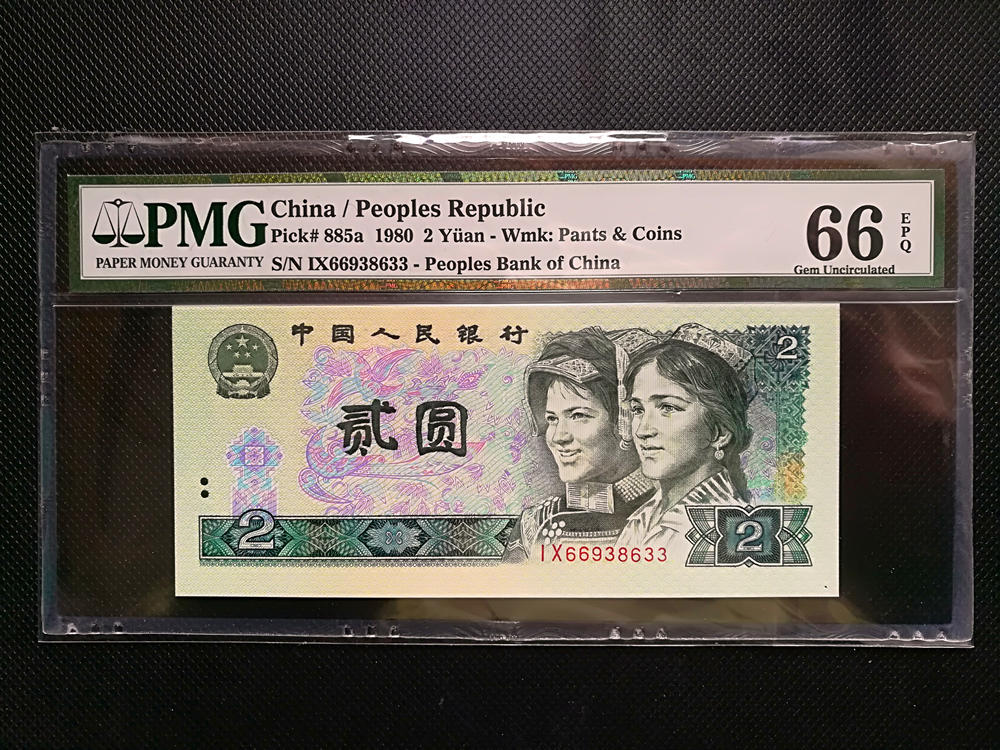 PMG
PAPER MONEY GUARANTY
China / Peoples Republic
Pick# 885a 1980 2 Yüan - Wmk: Pants & Coins
S/N IX66938633 - Peoples Bank of China
66
EPQ
Gem Uncirculated
中国人民银行
2
贰圆
2
IX66938633
2